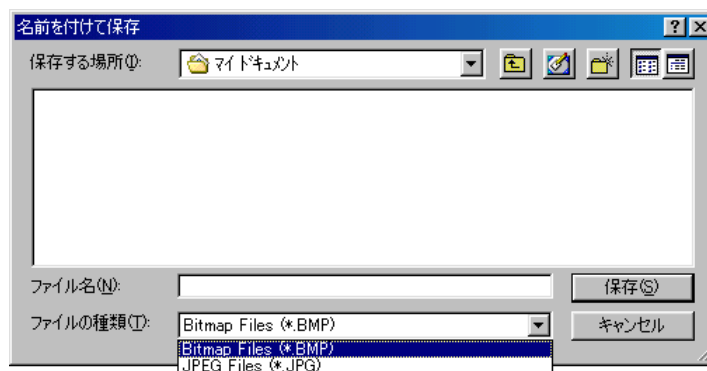 名前を付けて保存
保存する場所(I): マイ ドキュメント
ファイル名(N): 保存(S)
ファイルの種類(T): Bitmap Files (*.BMP) キャンセル
Bitmap Files (*.BMP)
JPEG Files (*.JPG)